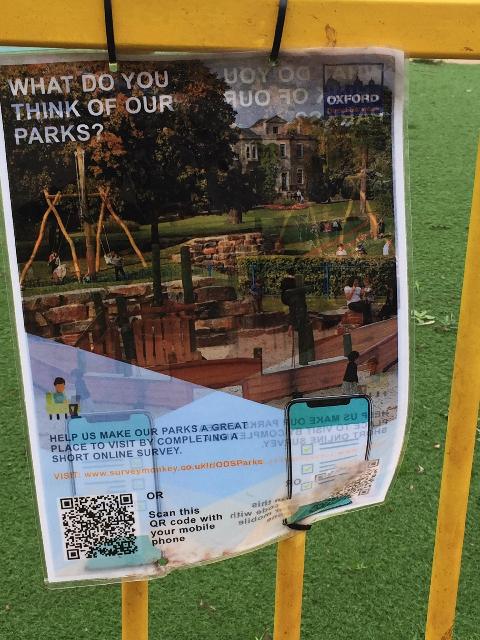 WHAT DO YOU
THINK OF OUR
PARKS?
OXFORD
HELP US MAKE OUR PARKS A GREAT
PLACE TO VISIT BY COMPLETING A
SHORT ONLINE SURVEY.
VISIT: www.surveymonkey.co.uk/r/ODSParks
OR
Scan this
QR code with
your mobile
phone